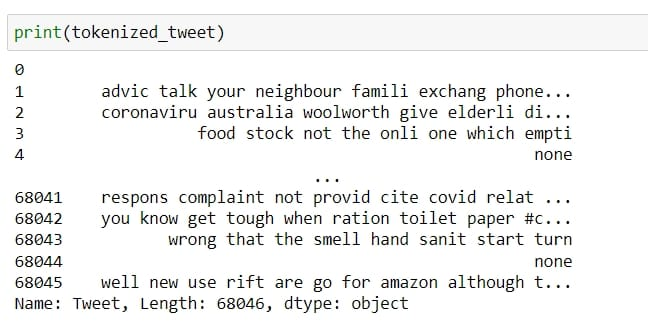 print(tokenized_tweet)
0
1 advic talk your neighbour famili exchang phone...
2 coronaviru australia woolworth give elderli di...
3 food stock not the onli one which empti
4 none
...
68041 respons complaint not provid cite covid relat ...
68042 you know get tough when ration toilet paper #c...
68043 wrong that the smell hand sanit start turn
68044 none
68045 well new use rift are go for amazon although t...
Name: Tweet, Length: 68046, dtype: object